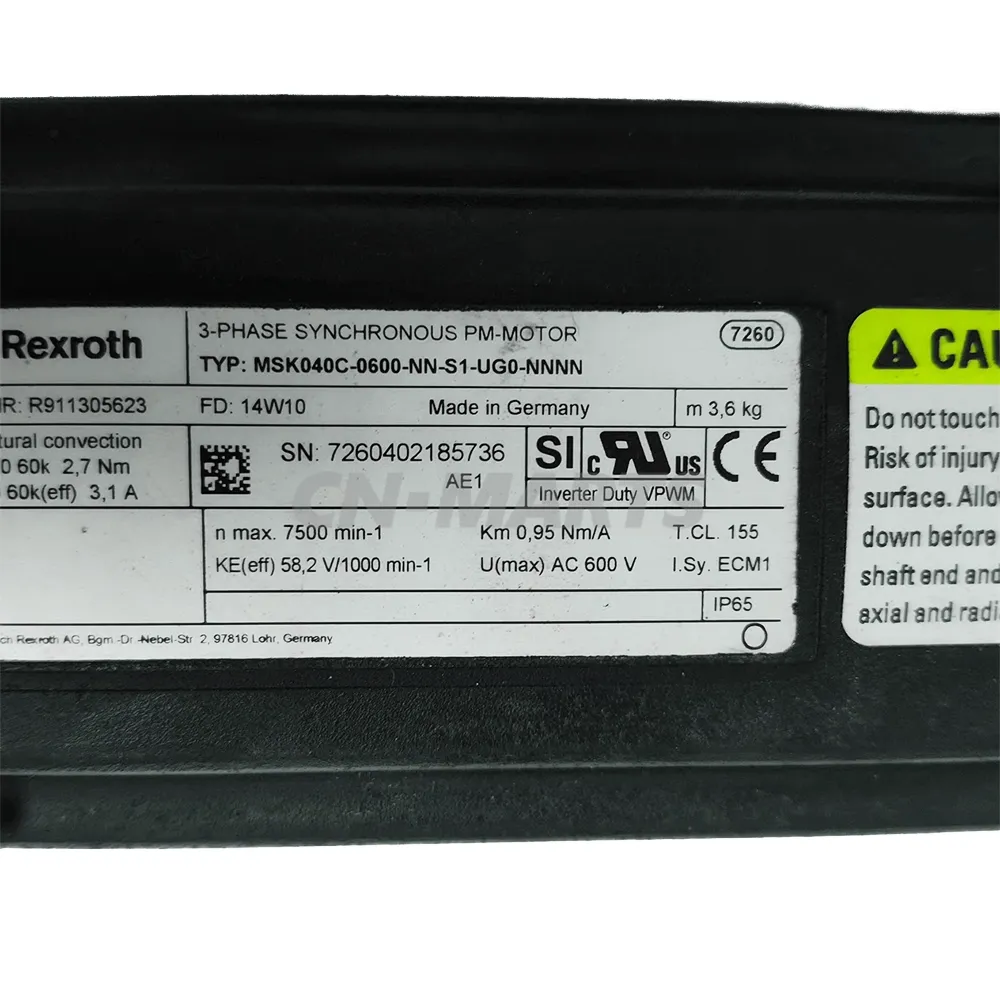 Rexroth
3-PHASE SYNCHRONOUS PM-MOTOR
7260
TYP: MSK040C-0600-NN-S1-UG0-NNNN
NR: R911305623
FD: 14W10
Made in Germany
m 3,6 kg
tural convection
0 60k 2,7 Nm
60k(eff) 3,1 A
SN: 7260402185736
AE1
SI
c RU® US
CE
Inverter Duty VPWM
n max. 7500 min-1
Km 0,95 Nm/A
T.CL. 155
KE(eff) 58,2 V/1000 min-1
U(max) AC 600 V
I.Sy. ECM1
IP65
ch Rexroth AG, Bgm.-Dr.-Nebel-Str. 2, 97816 Lohr, Germany
CAU
Do not touch
Risk of injury
surface. Allow
down before
shaft end and
axial and radi
CN·MARTS